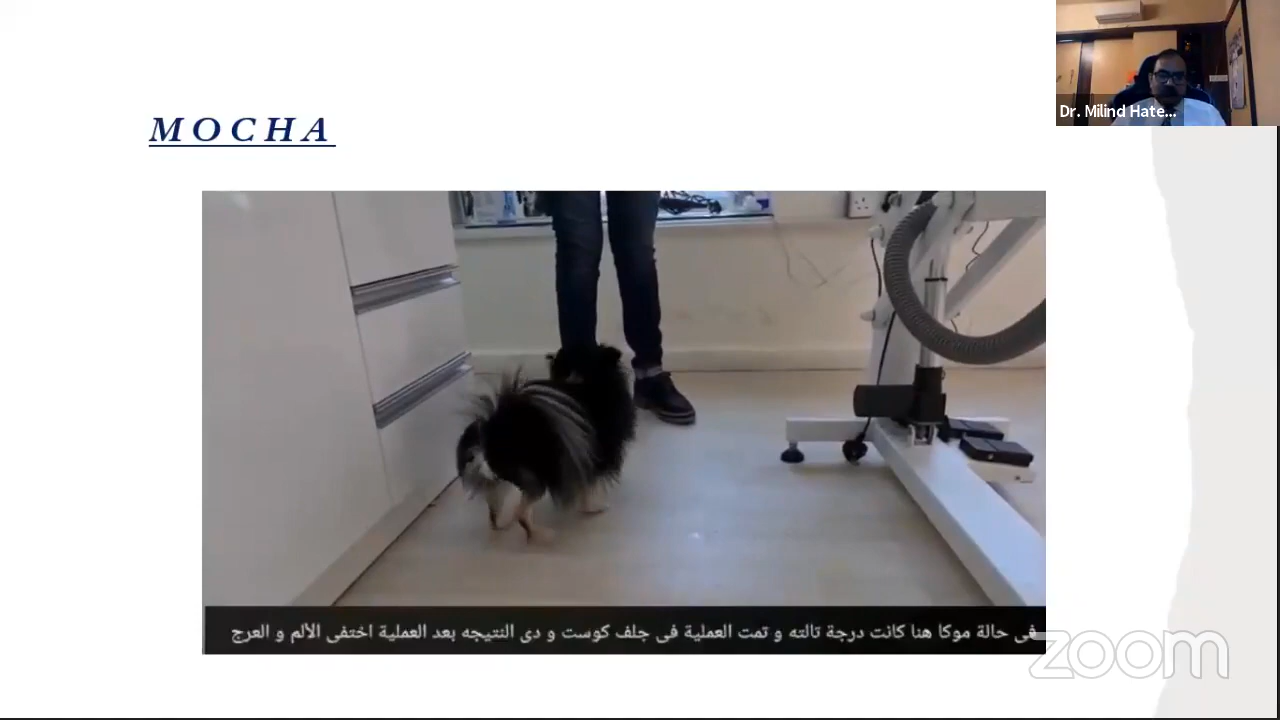 MOCHA
Dr. Milind Hate...
فى حالة موكا هنا كانت درجة تالته و تمت العملية فى جلف كوست و دى النتيجه بعد العملية اختفى الألم و العرج
zoom